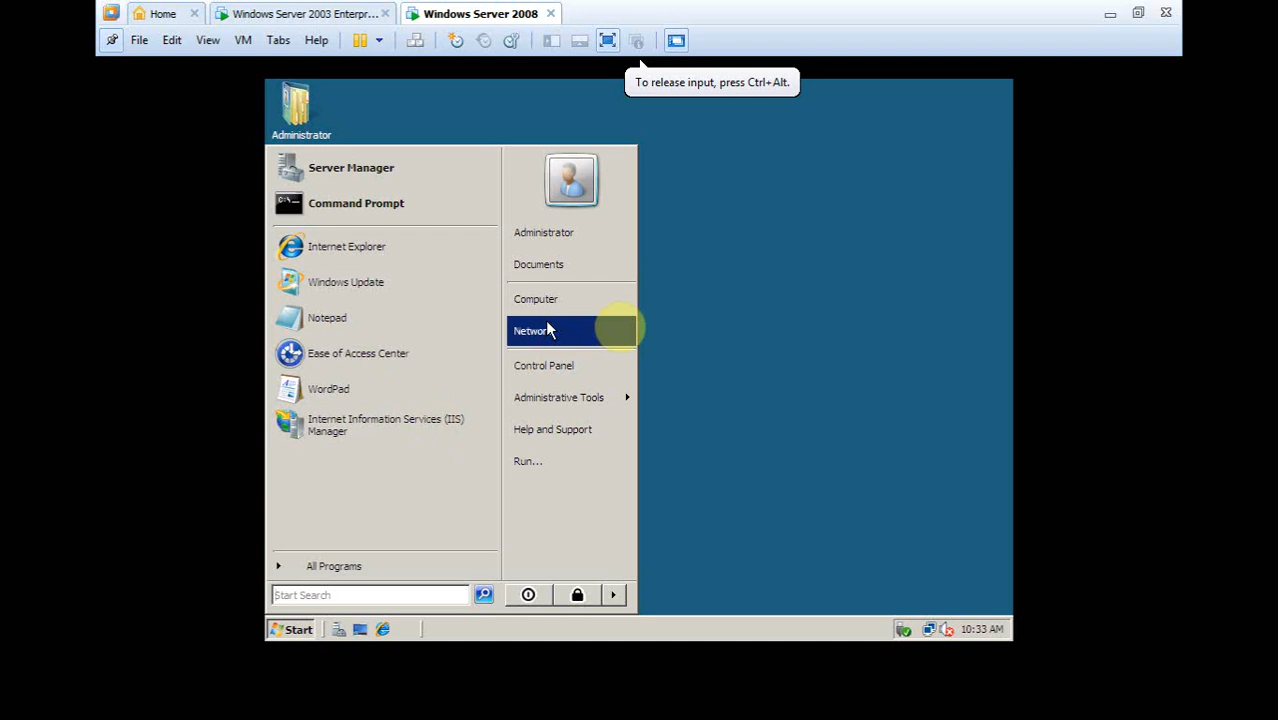 Home
Windows Server 2003 Enterpr...
Windows Server 2008
File Edit View VM Tabs Help
To release input, press Ctrl+Alt.
Administrator
Server Manager
Command Prompt
Internet Explorer
Windows Update
Notepad
Ease of Access Center
WordPad
Internet Information Services (IIS)
Manager
All Programs
Start Search
Administrator
Documents
Computer
Network
Control Panel
Administrative Tools
Help and Support
Run...
Start
10:33 AM